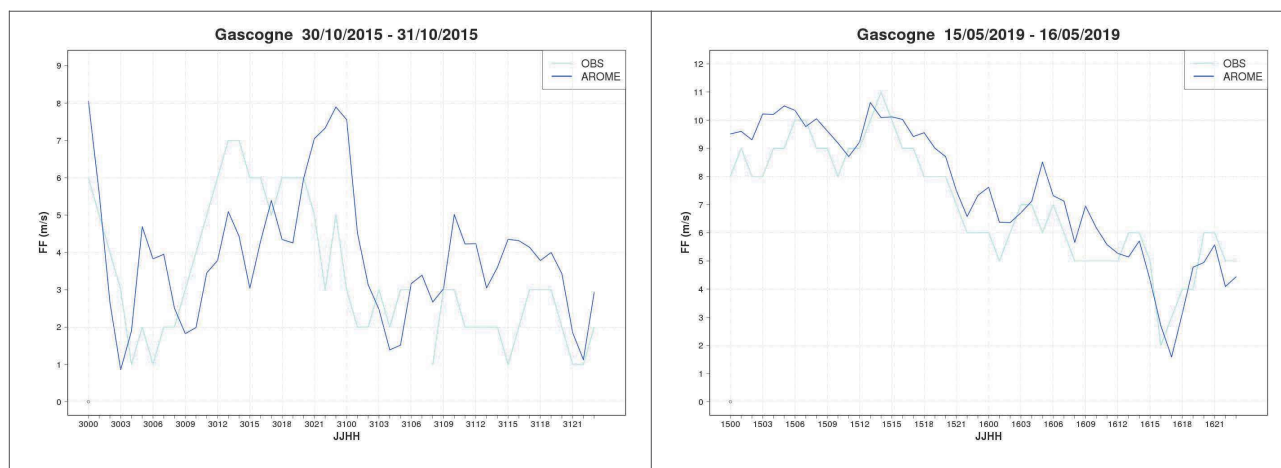 Gascogne 30/10/2015 - 31/10/2015
OBS
AROME
FF (m/s)
9
8
7
6
5
4
3
2
1
0
3000 3003 3006 3009 3012 3015 3018 3021 3100 3103 3106 3109 3112 3115 3118 3121
JJHH
Gascogne 15/05/2019 - 16/05/2019
OBS
AROME
FF (m/s)
12
11
10
9
8
7
6
5
4
3
2
1
0
1500 1503 1506 1509 1512 1515 1518 1521 1600 1603 1606 1609 1612 1615 1618 1621
JJHH